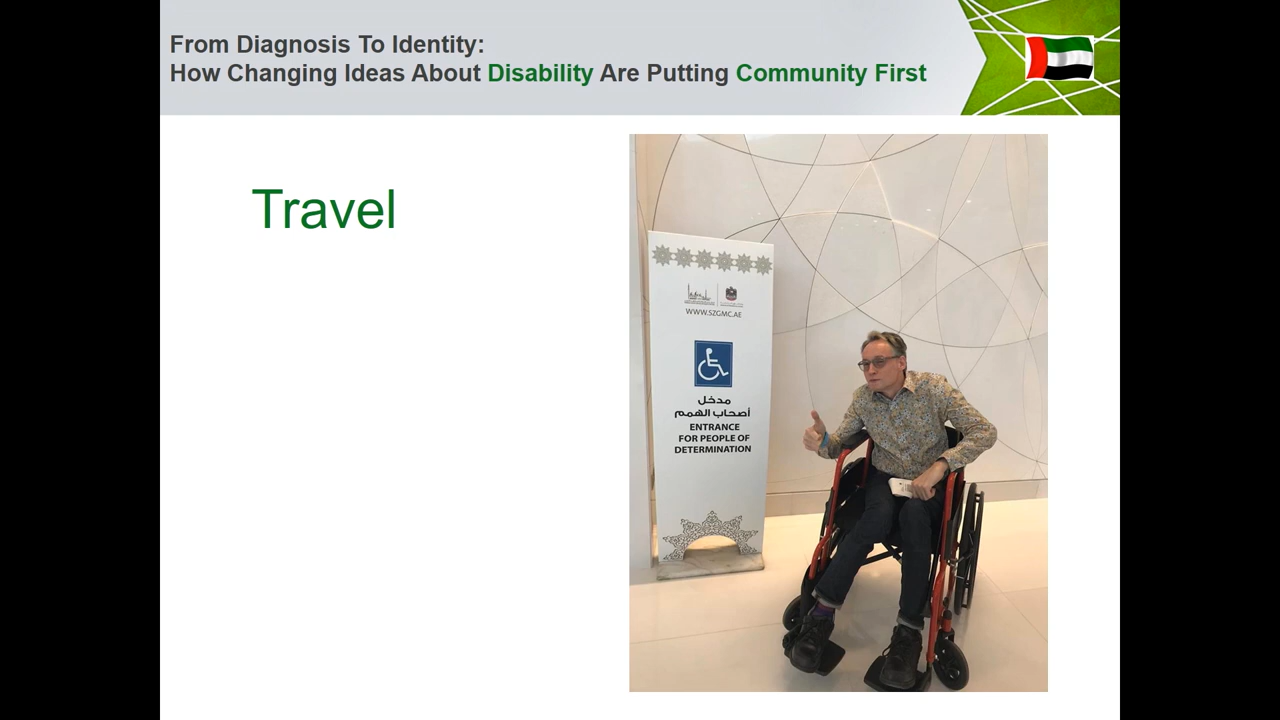 From Diagnosis To Identity:
How Changing Ideas About Disability Are Putting Community First
Travel
WWW.SZGMC.AE
مدخل
أصحاب الهمم
ENTRANCE
FOR PEOPLE OF
DETERMINATION